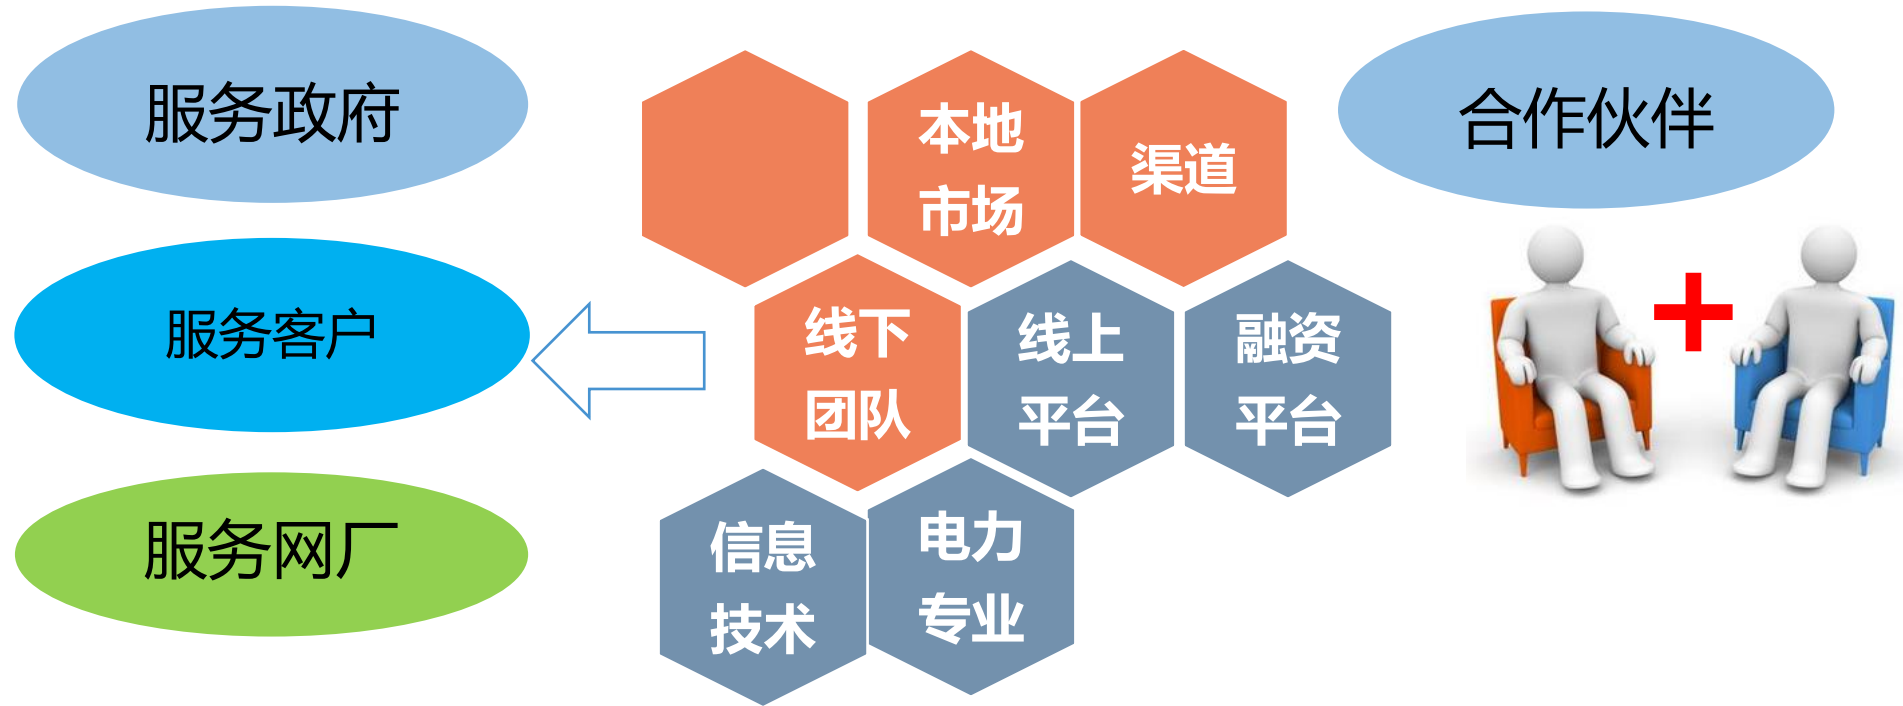 服务政府
服务客户
服务网厂
本地
市场
渠道
线下
团队
线上
平台
融资
平台
信息
技术
电力
专业
合作伙伴